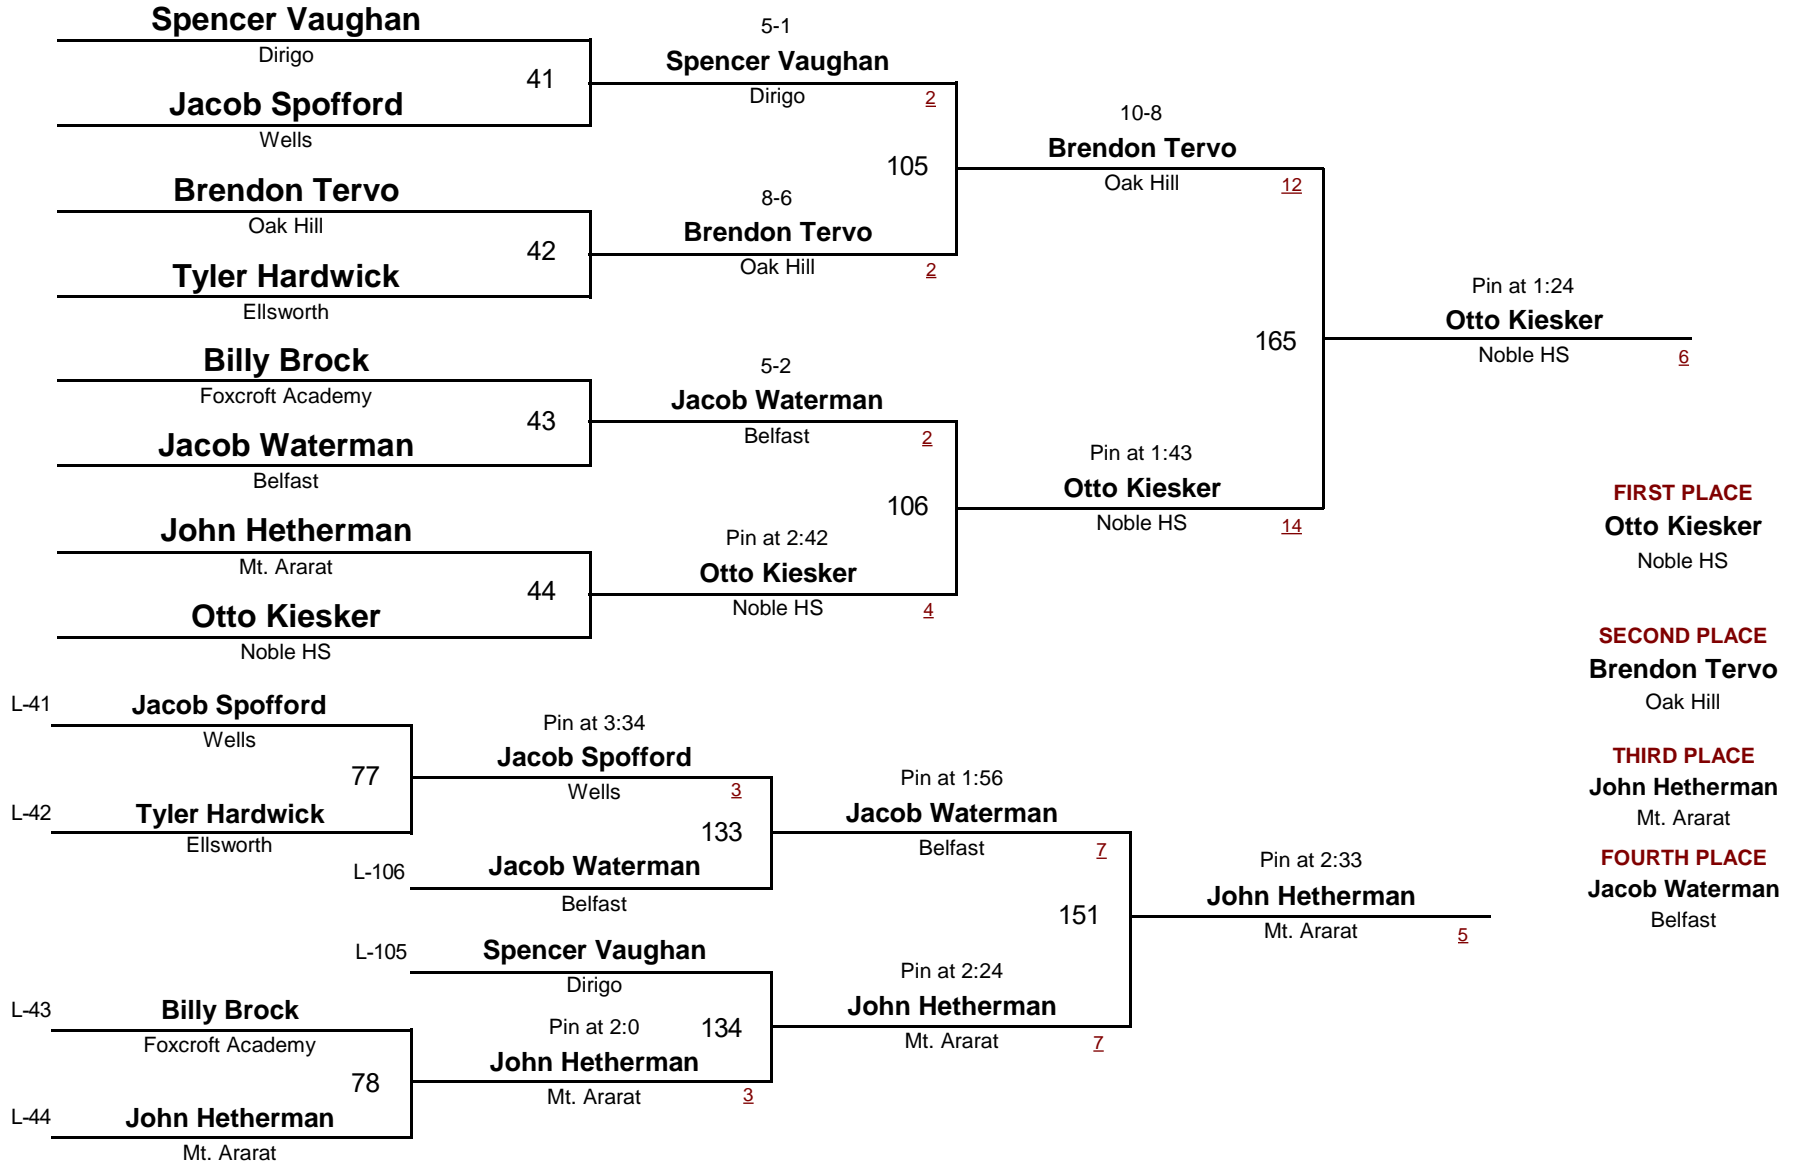 Spencer Vaughan
Dirigo
41
Jacob Spofford
Wells
5-1
Spencer Vaughan
Dirigo
2
Brendon Tervo
Oak Hill
42
Tyler Hardwick
Ellsworth
8-6
Brendon Tervo
Oak Hill
2
105
10-8
Brendon Tervo
Oak Hill
12
Billy Brock
Foxcroft Academy
43
Jacob Waterman
Belfast
5-2
Jacob Waterman
Belfast
2
John Hetherman
Mt. Ararat
44
Otto Kiesker
Noble HS
Pin at 2:42
Otto Kiesker
Noble HS
4
106
Pin at 1:43
Otto Kiesker
Noble HS
14
165
Pin at 1:24
Otto Kiesker
Noble HS
6
FIRST PLACE
Otto Kiesker
Noble HS
SECOND PLACE
Brendon Tervo
Oak Hill
THIRD PLACE
John Hetherman
Mt. Ararat
FOURTH PLACE
Jacob Waterman
Belfast
L-41
Jacob Spofford
Wells
77
L-42
Tyler Hardwick
Ellsworth
Pin at 3:34
Jacob Spofford
Wells
3
133
L-106
Jacob Waterman
Belfast
Pin at 1:56
Jacob Waterman
Belfast
7
L-105
Spencer Vaughan
Dirigo
134
L-43
Billy Brock
Foxcroft Academy
78
L-44
John Hetherman
Mt. Ararat
Pin at 2:0
John Hetherman
Mt. Ararat
3
Pin at 2:24
John Hetherman
Mt. Ararat
7
151
Pin at 2:33
John Hetherman
Mt. Ararat
5